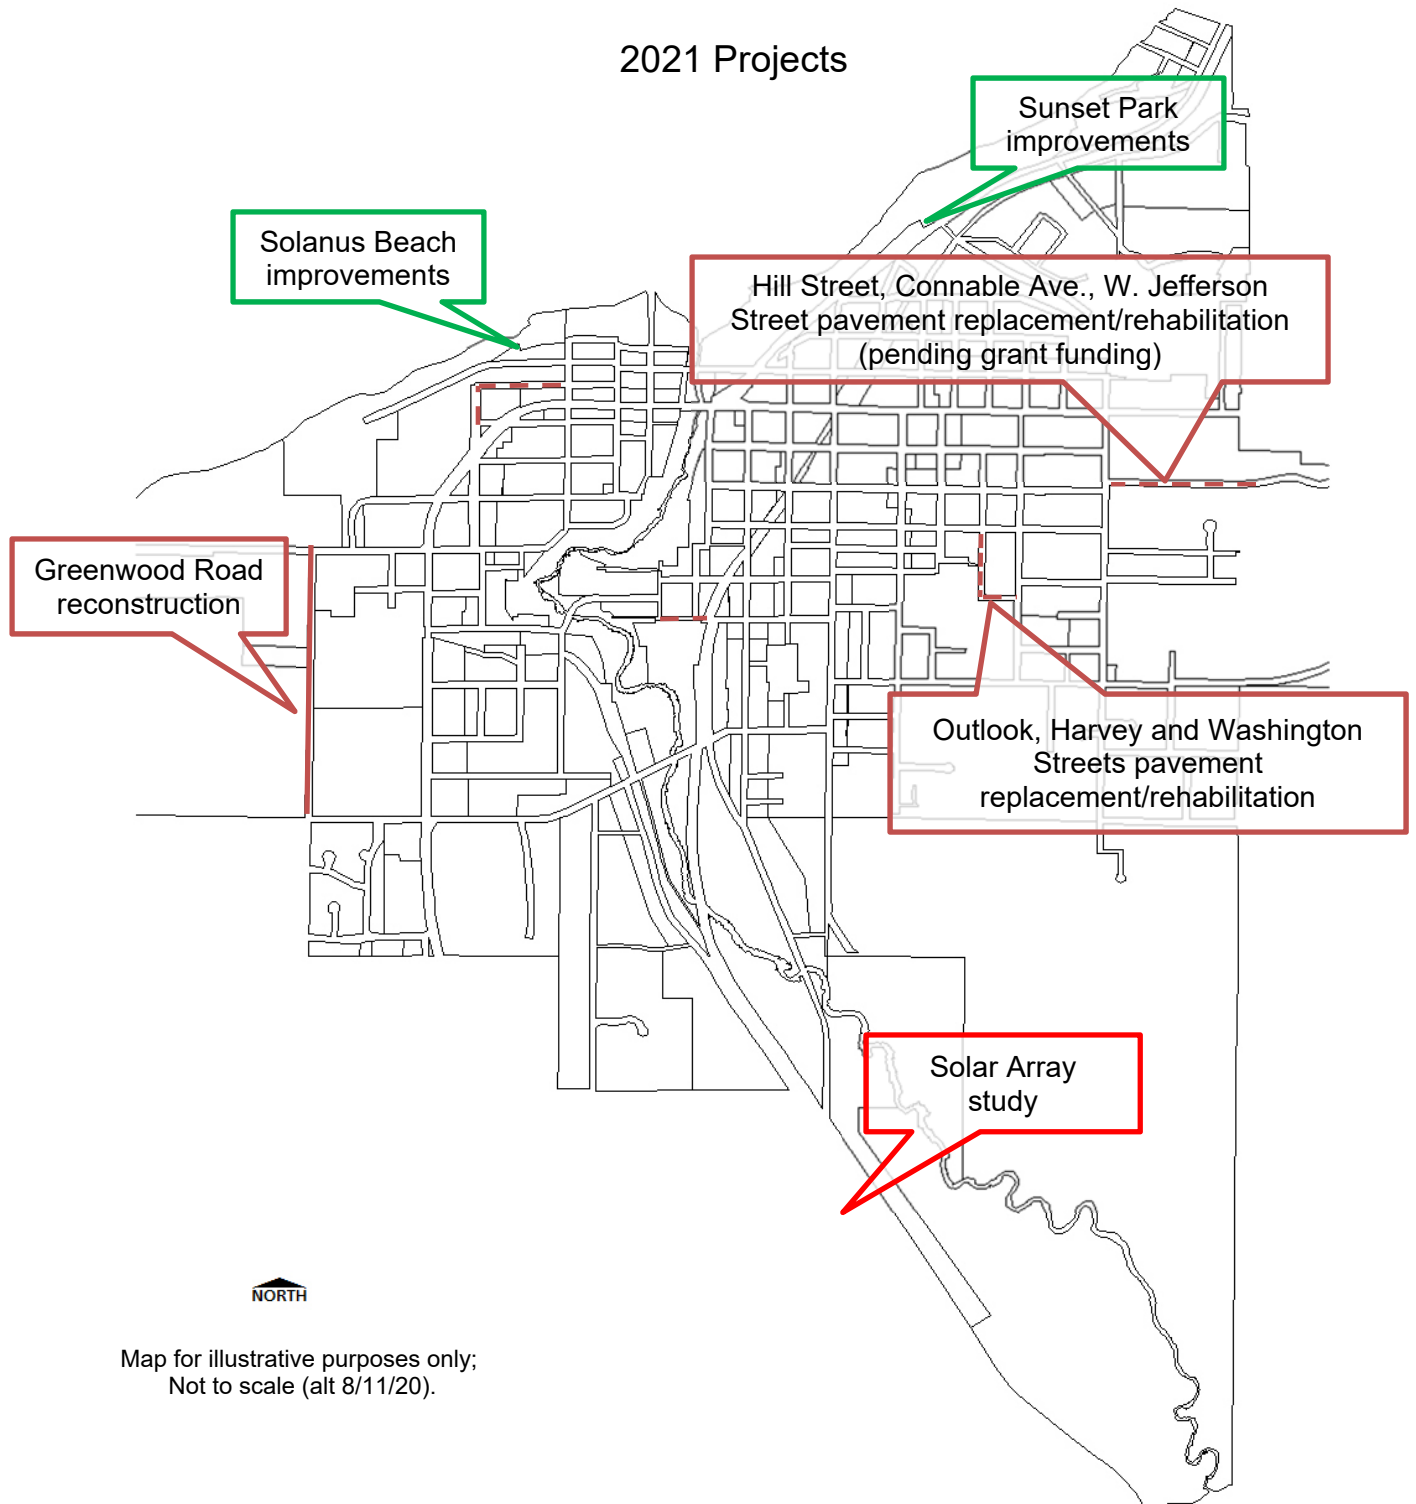 2021 Projects
Sunset Park
improvements
Solanus Beach
improvements
Hill Street, Connable Ave., W. Jefferson
Street pavement replacement/rehabilitation
(pending grant funding)
Greenwood Road
reconstruction
Outlook, Harvey and Washington
Streets pavement
replacement/rehabilitation
Solar Array
study
NORTH
Map for illustrative purposes only;
Not to scale (alt 8/11/20).